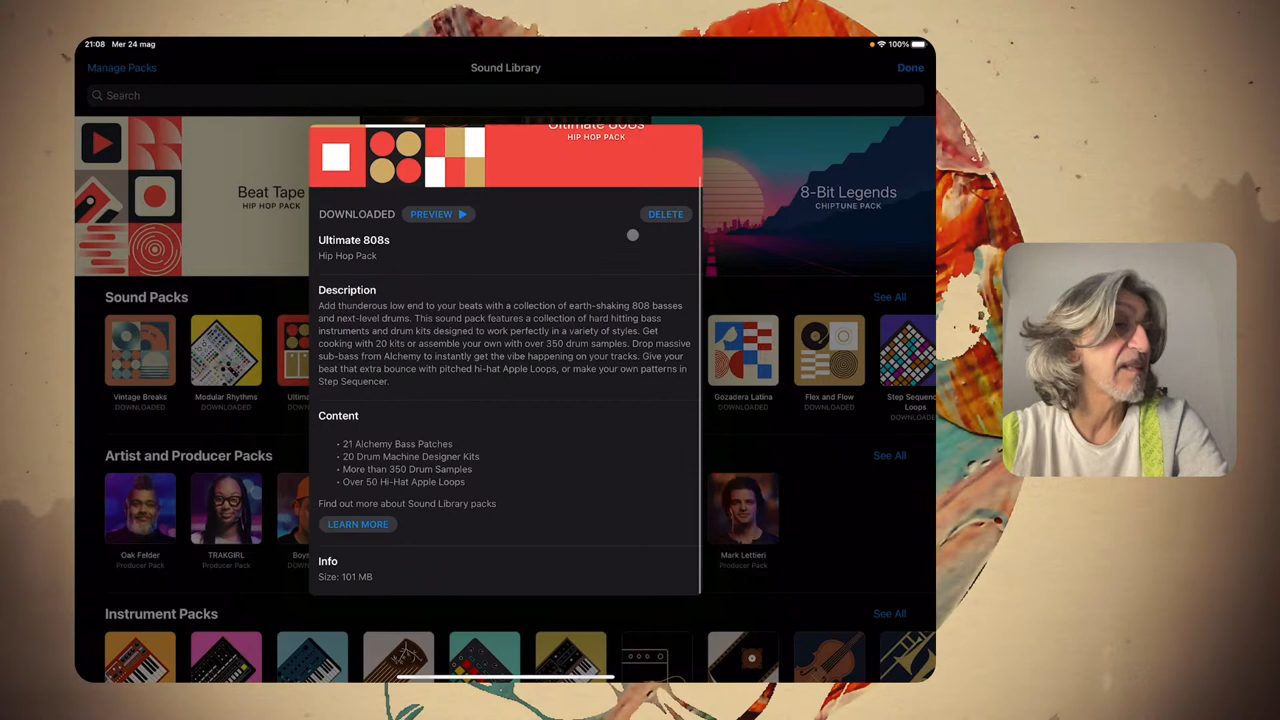 21:08 Mer 24 mag
100%
Manage Packs
Sound Library
Done
Search
Ultimate 808s
HIP HOP PACK
Beat Tape
HIP HOP PACK
8-Bit Legends
CHIPTUNE PACK
DOWNLOADED
PREVIEW
DELETE
Ultimate 808s
Hip Hop Pack
Description
Add thunderous low end to your beats with a collection of earth-shaking 808 basses
and next-level drums. This sound pack features a collection of hard hitting bass
instruments and drum kits designed to work perfectly in a variety of styles. Get
cooking with 20 kits or assemble your own with over 350 drum samples. Drop massive
sub-bass from Alchemy to instantly get the vibe happening on your tracks. Give your
beat that extra bounce with pitched hi-hat Apple Loops, or make your own patterns in
Step Sequencer.
Content
• 21 Alchemy Bass Patches
• 20 Drum Machine Designer Kits
• More than 350 Drum Samples
• Over 50 Hi-Hat Apple Loops
Find out more about Sound Library packs
LEARN MORE
Info
Size: 101 MB
Sound Packs
See All
Vintage Breaks
DOWNLOADED
Modular Rhythms
DOWNLOADED
Ultima
DOWN
Gozadera Latina
DOWNLOADED
Flex and Flow
DOWNLOADED
Step Sequenc
Loops
DOWNLOADED
Artist and Producer Packs
See All
Oak Felder
Producer Pack
TRAKGIRL
Producer Pack
Boys
Produ
Mark Lettieri
Producer Pack
Instrument Packs
See All